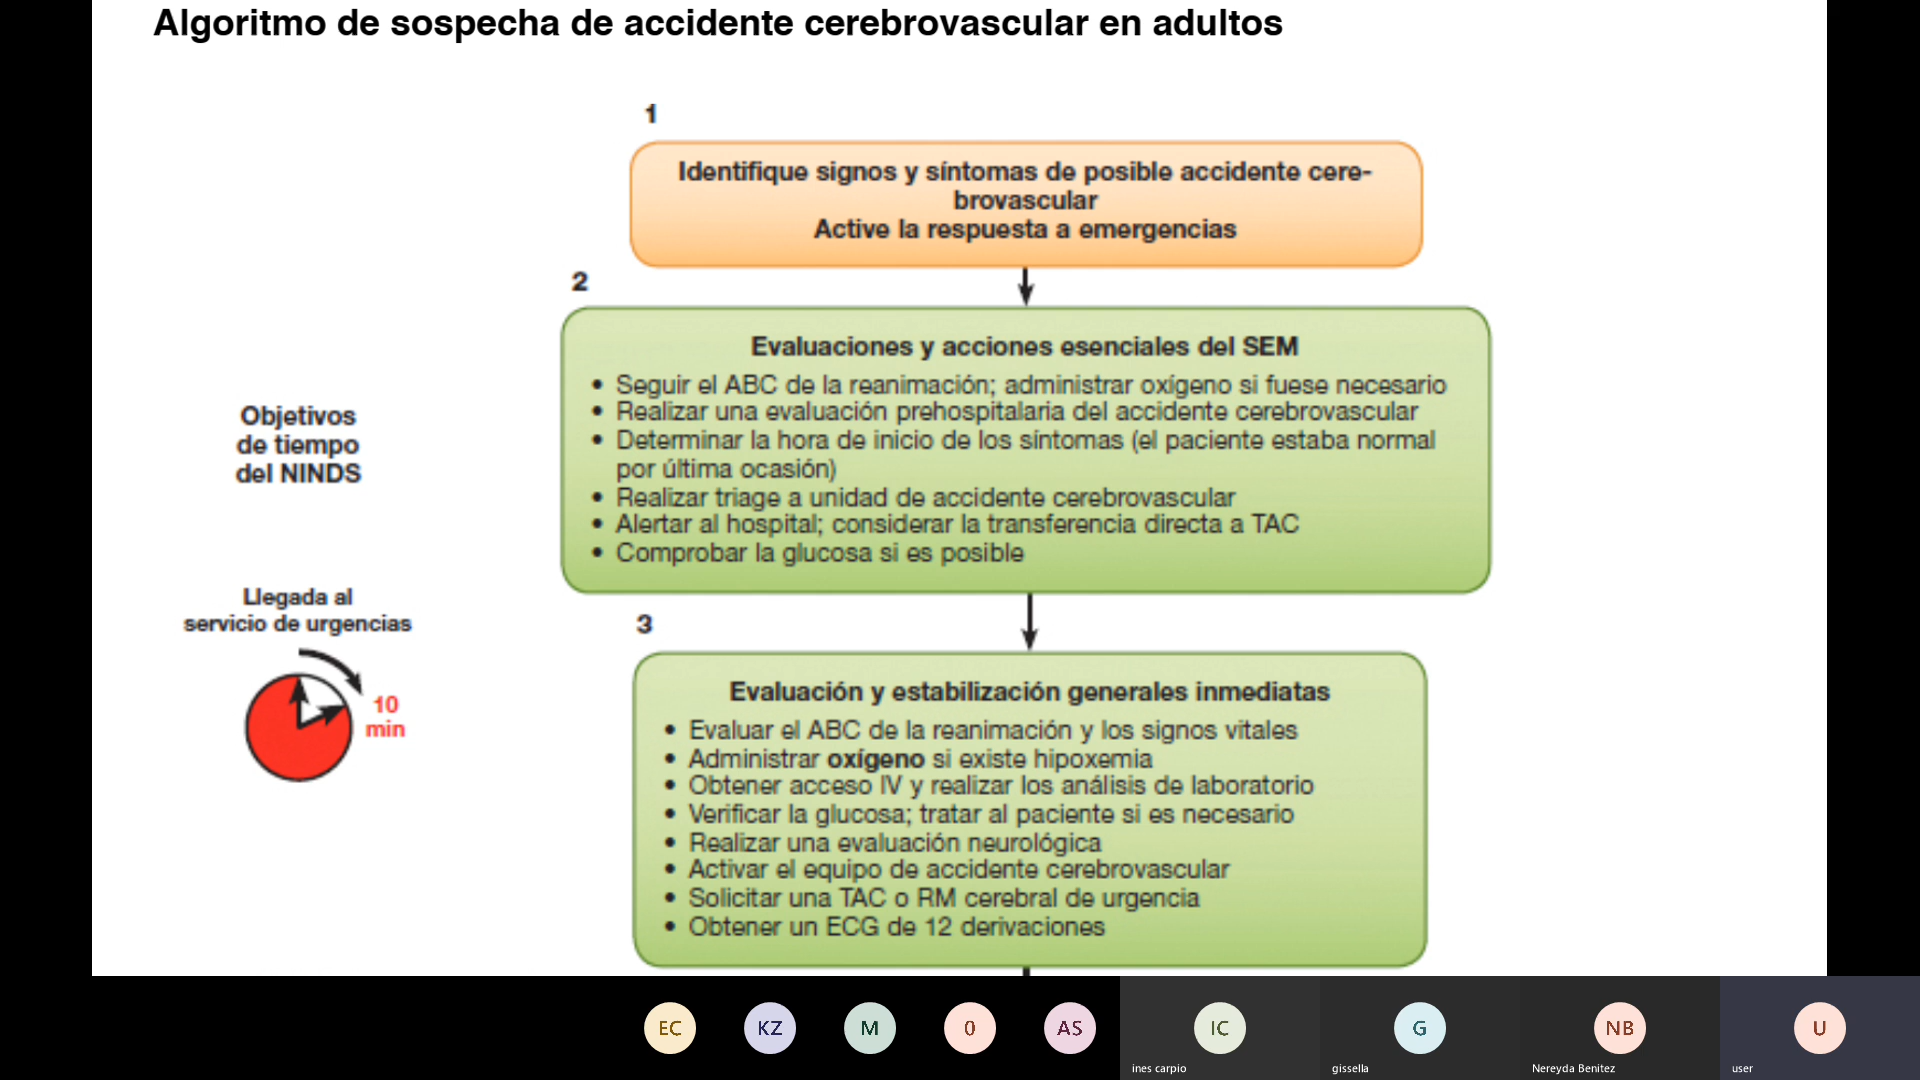 Algoritmo de sospecha de accidente cerebrovascular en adultos
1
Identifique signos y síntomas de posible accidente cere-
brovascular
Active la respuesta a emergencias
2
Evaluaciones y acciones esenciales del SEM
• Seguir el ABC de la reanimación; administrar oxígeno si fuese necesario
• Realizar una evaluación prehospitalaria del accidente cerebrovascular
• Determinar la hora de inicio de los síntomas (el paciente estaba normal
por última ocasión)
• Realizar triage a unidad de accidente cerebrovascular
• Alertar al hospital; considerar la transferencia directa a TAC
• Comprobar la glucosa si es posible
Objetivos
de tiempo
del NINDS
Llegada al
servicio de urgencias
10
min
3
Evaluación y estabilización generales inmediatas
• Evaluar el ABC de la reanimación y los signos vitales
• Administrar oxígeno si existe hipoxemia
• Obtener acceso IV y realizar los análisis de laboratorio
• Verificar la glucosa; tratar al paciente si es necesario
• Realizar una evaluación neurológica
• Activar el equipo de accidente cerebrovascular
• Solicitar una TAC o RM cerebral de urgencia
• Obtener un ECG de 12 derivaciones
EC
KZ
M
0
AS
IC
G
NB
U
ines carpio
gissella
Nereyda Benitez
user